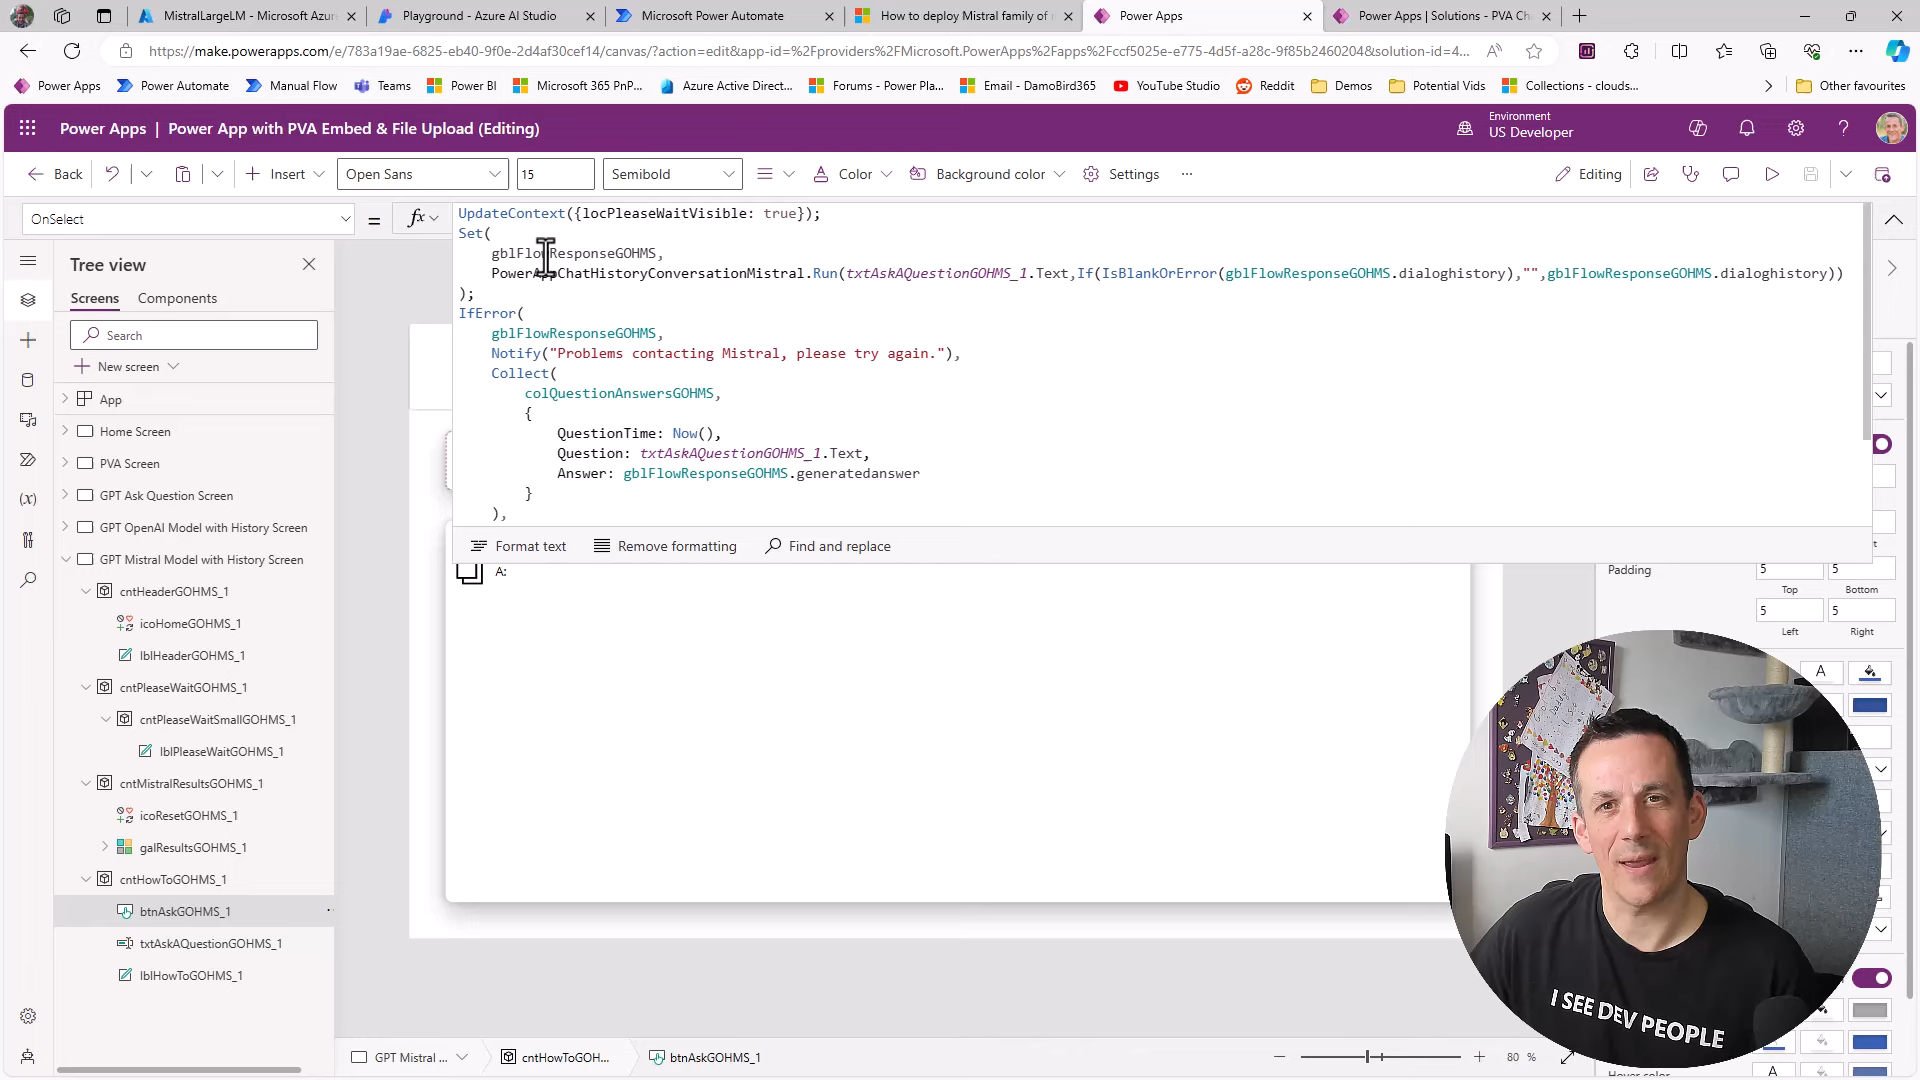 MistralLargeLM - Microsoft Azur
Playground - Azure AI Studio
Microsoft Power Automate
How to deploy Mistral family of
Power Apps
Power Apps | Solutions - PVA Ch
https://make.powerapps.com/e/783a19ae-6825-eb40-9f0e-2d4af30cef14/canvas/?action=edit&app-id=%2Fproviders%2FMicrosoft.PowerApps%2Fapps%2Fccf5025e-e775-4d5f-a28c-9f85b2460204&solution-id=4...
Power Apps
Power Automate
Manual Flow
Teams
Power BI
Microsoft 365 PnP...
Azure Active Direct...
Forums - Power Pla...
Email - DamoBird365
YouTube Studio
Reddit
Demos
Potential Vids
Collections - clouds...
Other favourites
Power Apps | Power App with PVA Embed & File Upload (Editing)
Environment
US Developer
Back
Insert
Open Sans
15
Semibold
Color
Background color
Settings
Editing
OnSelect
=
fx
UpdateContext({locPleaseWaitVisible: true});
Set(
gblFlowResponseGOHMS,
PowerAppChatHistoryConversationMistral.Run(txtAskAQuestionGOHMS_1.Text,If(IsBlankOrError(gblFlowResponseGOHMS.dialoghistory),"",gblFlowResponseGOHMS.dialoghistory))
);
IfError(
gblFlowResponseGOHMS,
Notify("Problems contacting Mistral, please try again."),
Collect(
colQuestionAnswersGOHMS,
{
QuestionTime: Now(),
Question: txtAskAQuestionGOHMS_1.Text,
Answer: gblFlowResponseGOHMS.generatedanswer
}
),
Format text
Remove formatting
Find and replace
A:
Tree view
Screens
Components
Search
New screen
App
Home Screen
PVA Screen
GPT Ask Question Screen
GPT OpenAI Model with History Screen
GPT Mistral Model with History Screen
cntHeaderGOHMS_1
icoHomeGOHMS_1
lblHeaderGOHMS_1
cntPleaseWaitGOHMS_1
cntPleaseWaitSmallGOHMS_1
lblPleaseWaitGOHMS_1
cntMistralResultsGOHMS_1
icoResetGOHMS_1
galResultsGOHMS_1
cntHowToGOHMS_1
btnAskGOHMS_1
txtAskAQuestionGOHMS_1
lblHowToGOHMS_1
Padding
5
5
Top
Bottom
5
5
Left
Right
I SEE DEV PEOPLE
GPT Mistral ...
cntHowToGOH...
btnAskGOHMS_1
80 %